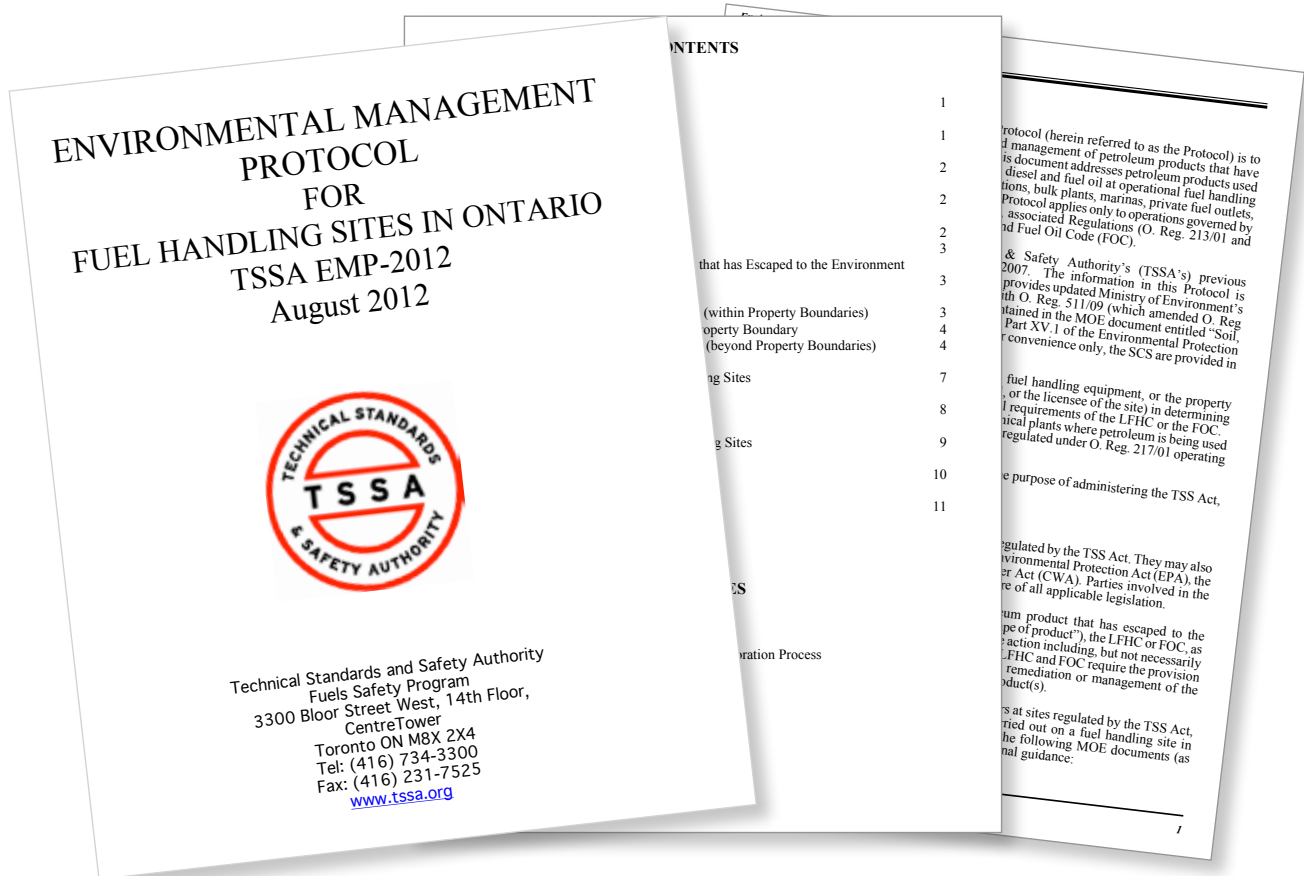 ENVIRONMENTAL MANAGEMENT
PROTOCOL
FOR
FUEL HANDLING SITES IN ONTARIO
TSSA EMP-2012
August 2012
TECHNICAL STANDARDS
TSSA
& SAFETY AUTHORITY
Technical Standards and Safety Authority
Fuels Safety Program
3300 Bloor Street West, 14th Floor,
CentreTower
Toronto ON M8X 2X4
Tel: (416) 734-3300
Fax: (416) 231-7525
www.tssa.org
ONTENTS
1
1
2
2
2
3
that has Escaped to the Environment
3
(within Property Boundaries) 3
operty Boundary 4
(beyond Property Boundaries) 4
ng Sites 7
8
g Sites 9
10
11
ES
oration Process
rotocol (herein referred to as the Protocol) is to
d management of petroleum products that have
is document addresses petroleum products used
diesel and fuel oil at operational fuel handling
tions, bulk plants, marinas, private fuel outlets,
Protocol applies only to operations governed by
associated Regulations (O. Reg. 213/01 and
nd Fuel Oil Code (FOC).
& Safety Authority's (TSSA's) previous
2007. The information in this Protocol is
provides updated Ministry of Environment's
th O. Reg. 511/09 (which amended O. Reg
ntained in the MOE document entitled "Soil,
Part XV.1 of the Environmental Protection
r convenience only, the SCS are provided in
fuel handling equipment, or the property
, or the licensee of the site) in determining
l requirements of the LFHC or the FOC.
nical plants where petroleum is being used
regulated under O. Reg. 217/01 operating
e purpose of administering the TSS Act,
egulated by the TSS Act. They may also
nvironmental Protection Act (EPA), the
er Act (CWA). Parties involved in the
re of all applicable legislation.
um product that has escaped to the
pe of product"), the LFHC or FOC, as
e action including, but not necessarily
LFHC and FOC require the provision
remediation or management of the
oduct(s).
rs at sites regulated by the TSS Act,
rried out on a fuel handling site in
he following MOE documents (as
nal guidance:
1